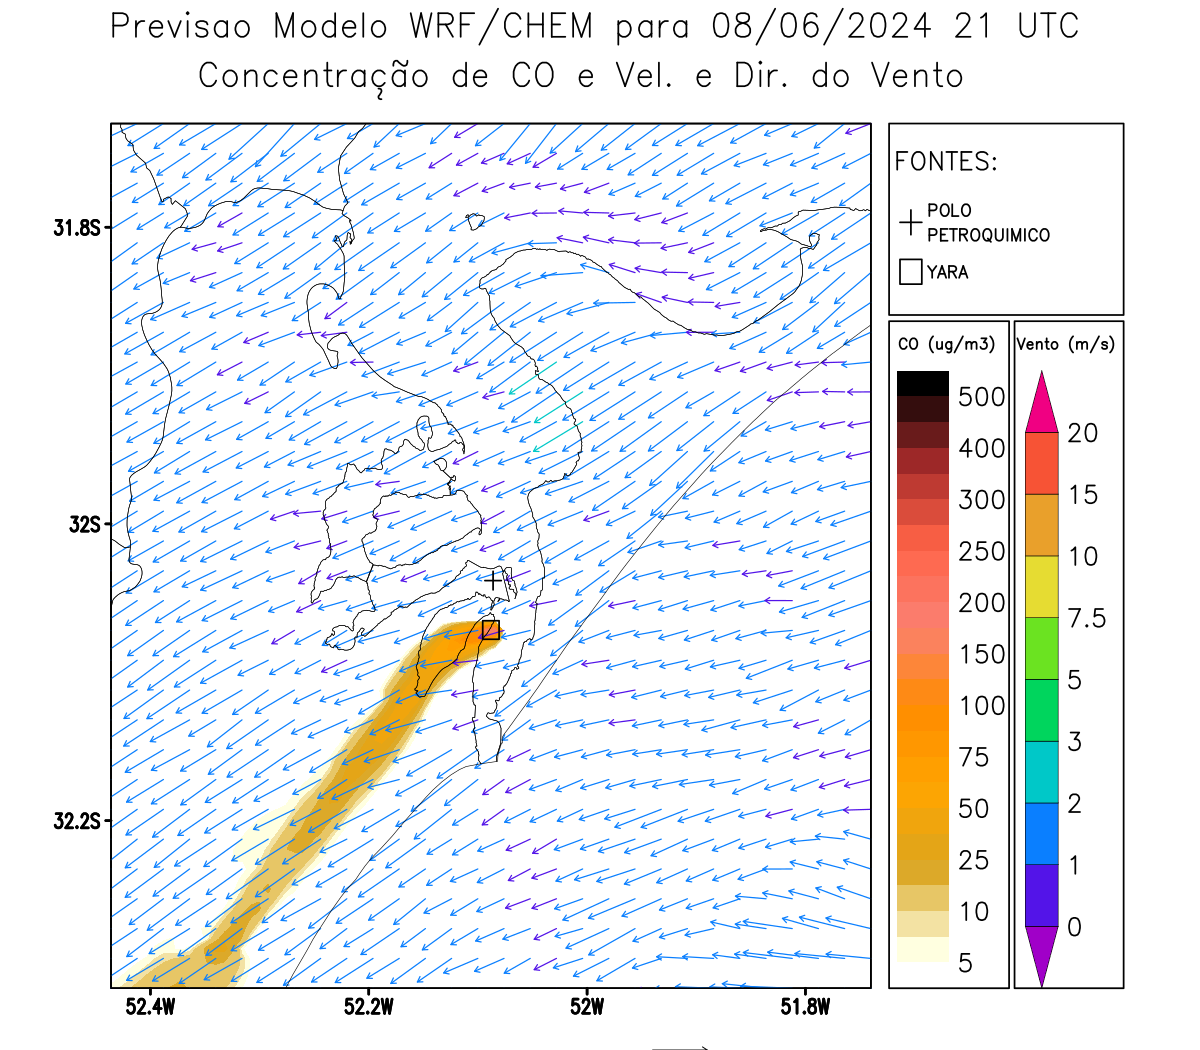 Previsao Modelo WRF/CHEM para 08/06/2024 21 UTC
Concentração de CO e Vel. e Dir. do Vento
FONTES:
POLO
PETROQUIMICO
YARA
CO (ug/m3)
500
400
300
250
200
150
100
75
50
25
10
5
Vento (m/s)
20
15
10
7.5
5
3
2
1
0
31.8S
32S
32.2S
52.4W
52.2W
52W
51.8W